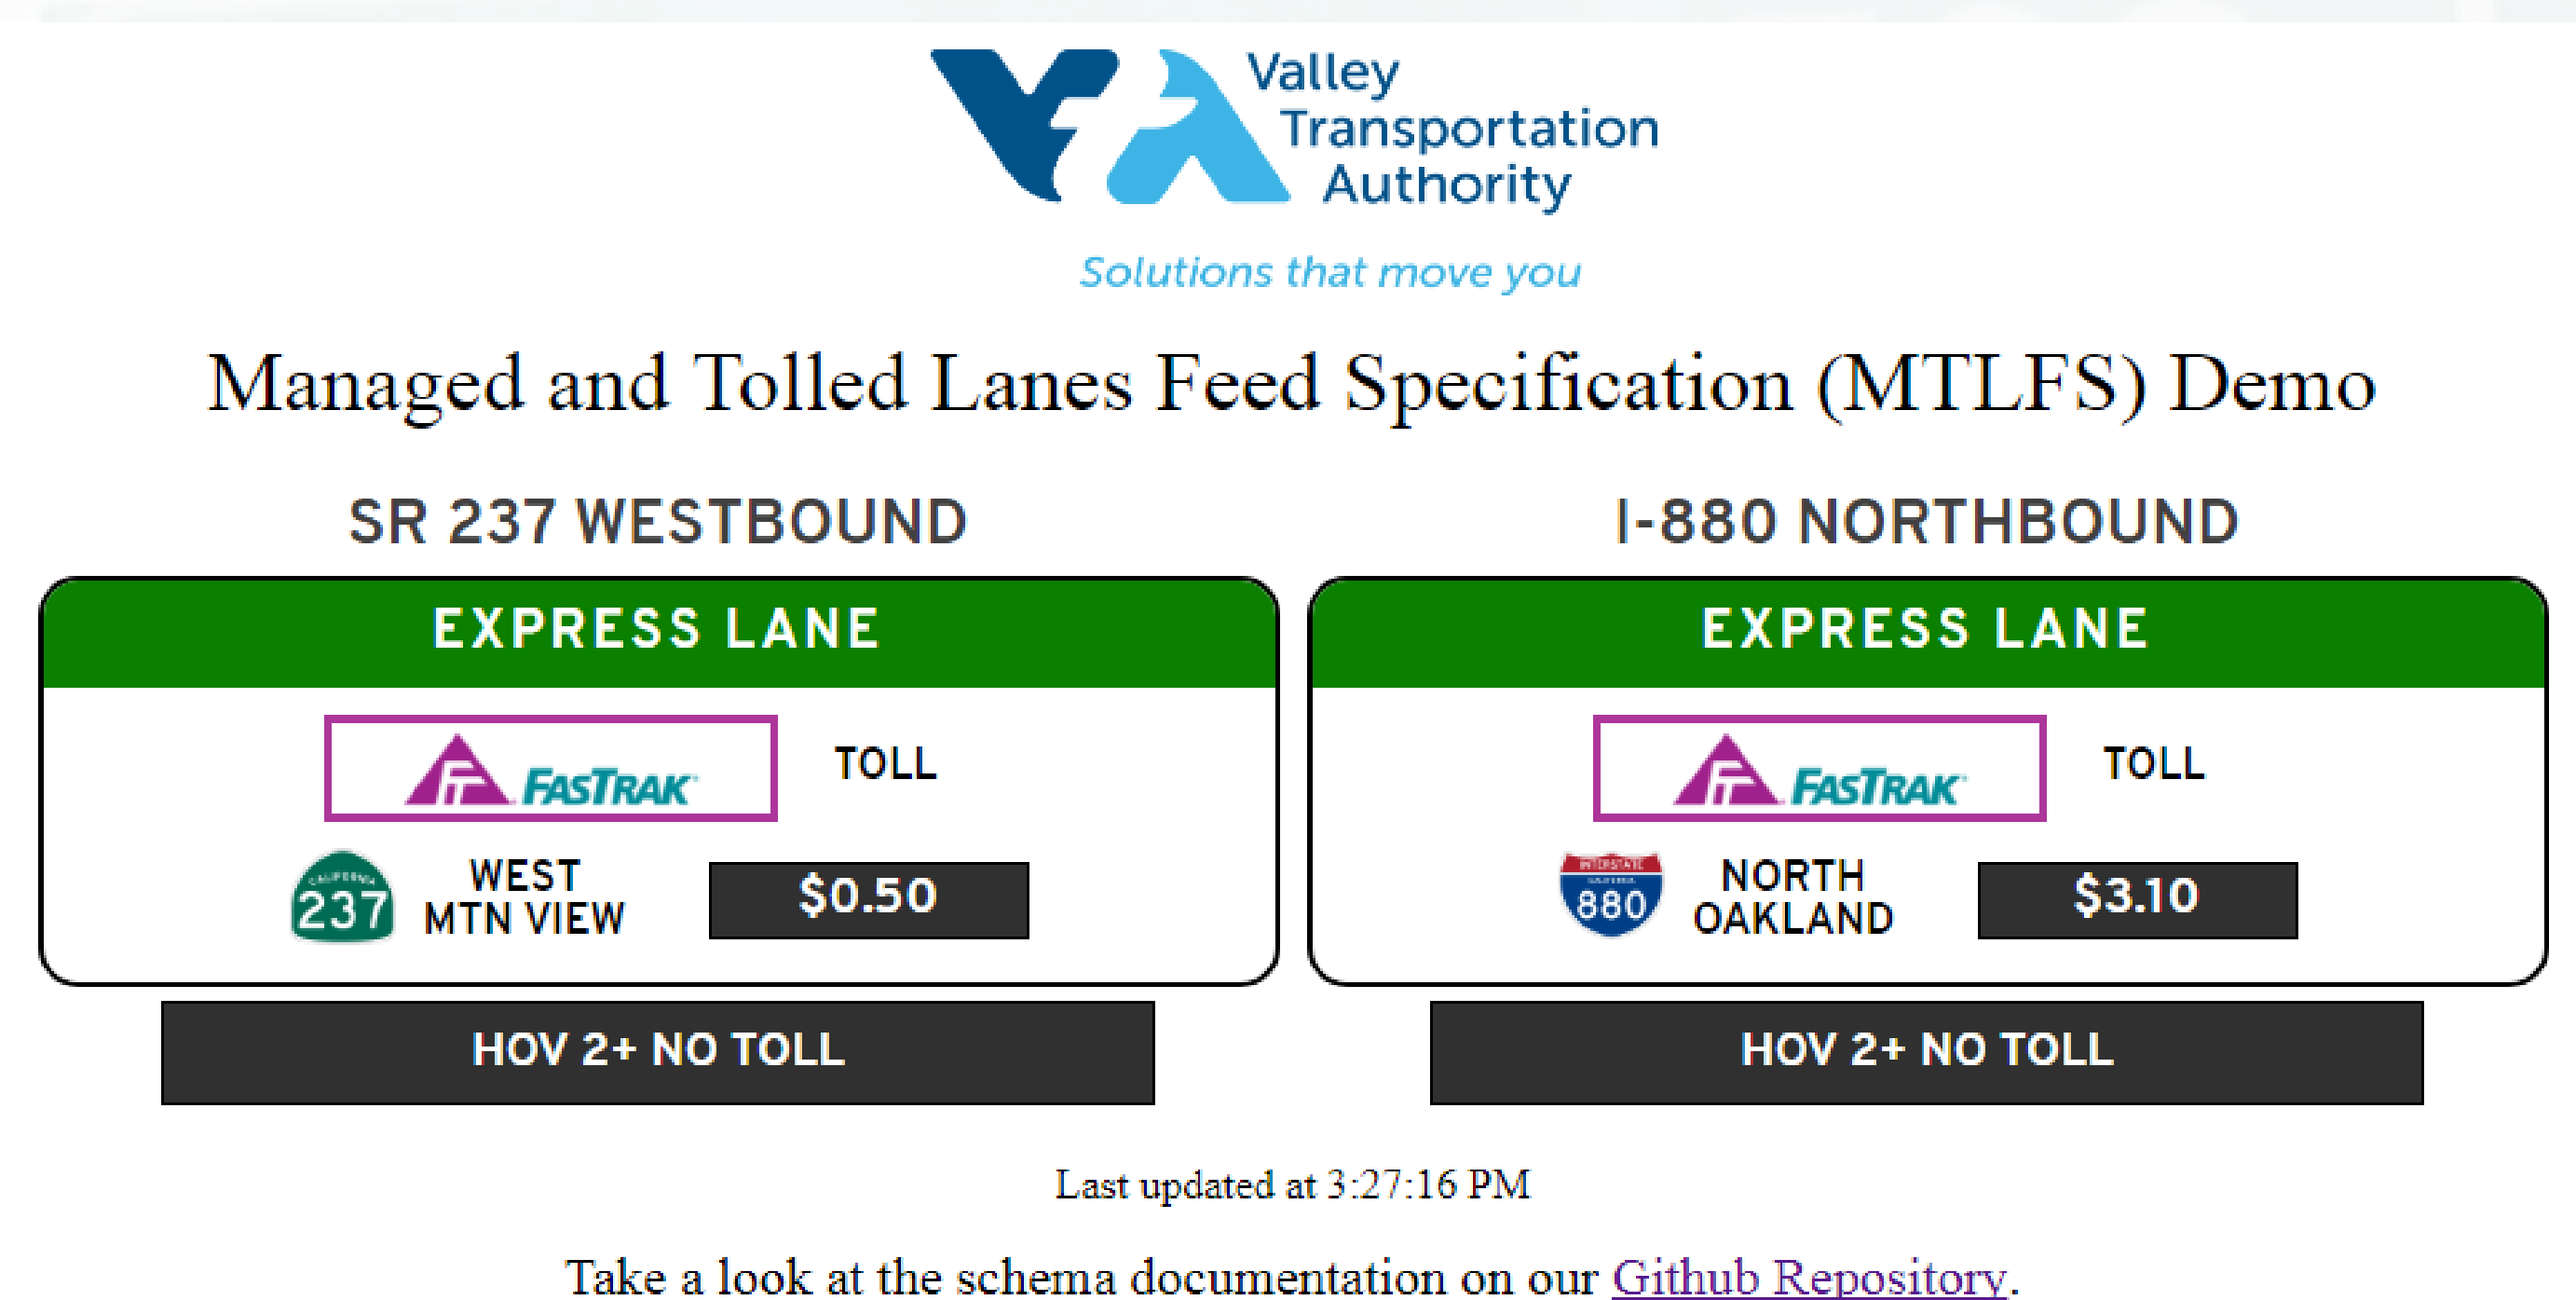 Valley
Transportation
Authority
Solutions that move you
Managed and Tolled Lanes Feed Specification (MTLFS) Demo
SR 237 WESTBOUND
EXPRESS LANE
FASTRAK
TOLL
CALIFORNIA
237
WEST
MTN VIEW
$0.50
HOV 2+ NO TOLL
I-880 NORTHBOUND
EXPRESS LANE
FASTRAK
TOLL
INTERSTATE
CALIFORNIA
880
NORTH
OAKLAND
$3.10
HOV 2+ NO TOLL
Last updated at 3:27:16 PM
Take a look at the schema documentation on our Github Repository.